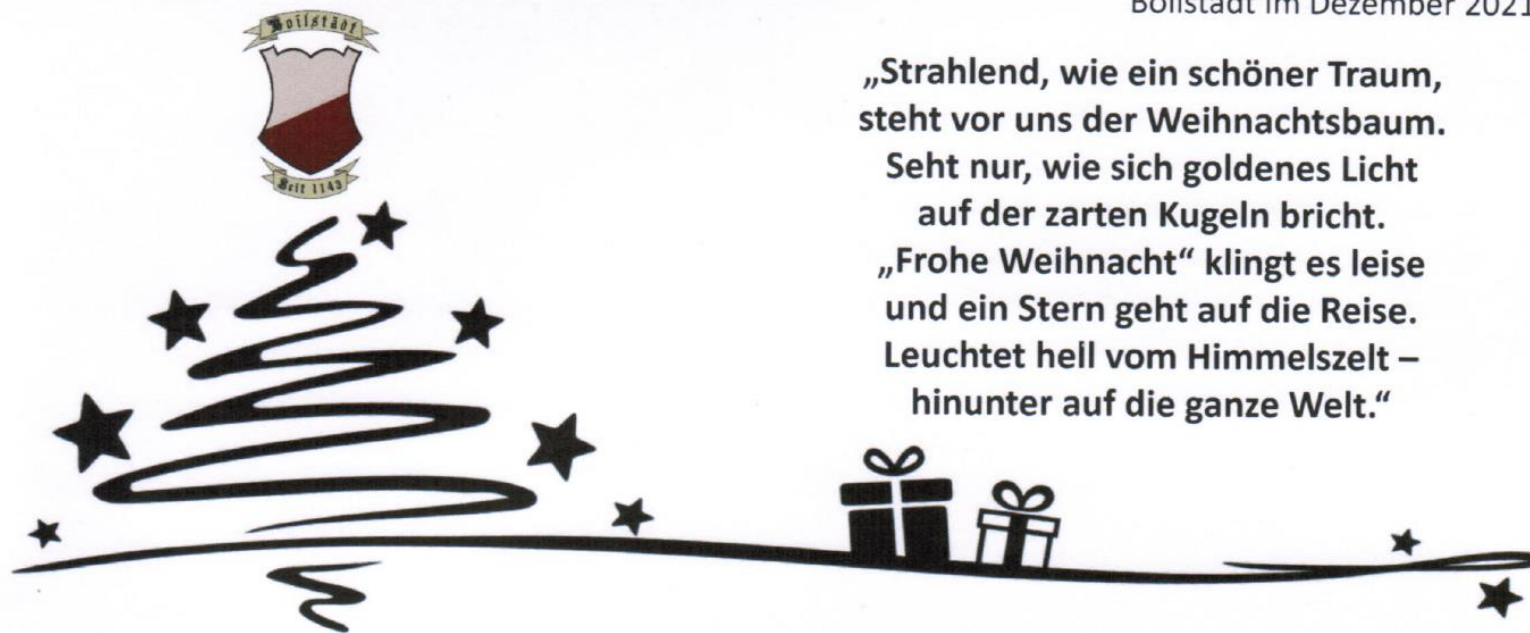 Boilstädt
Seit 1143
Boilstädt im Dezember 2021
„Strahlend, wie ein schöner Traum,
steht vor uns der Weihnachtsbaum.
Seht nur, wie sich goldenes Licht
auf der zarten Kugeln bricht.
„Frohe Weihnacht“ klingt es leise
und ein Stern geht auf die Reise.
Leuchtet hell vom Himmelszelt –
hinunter auf die ganze Welt.“